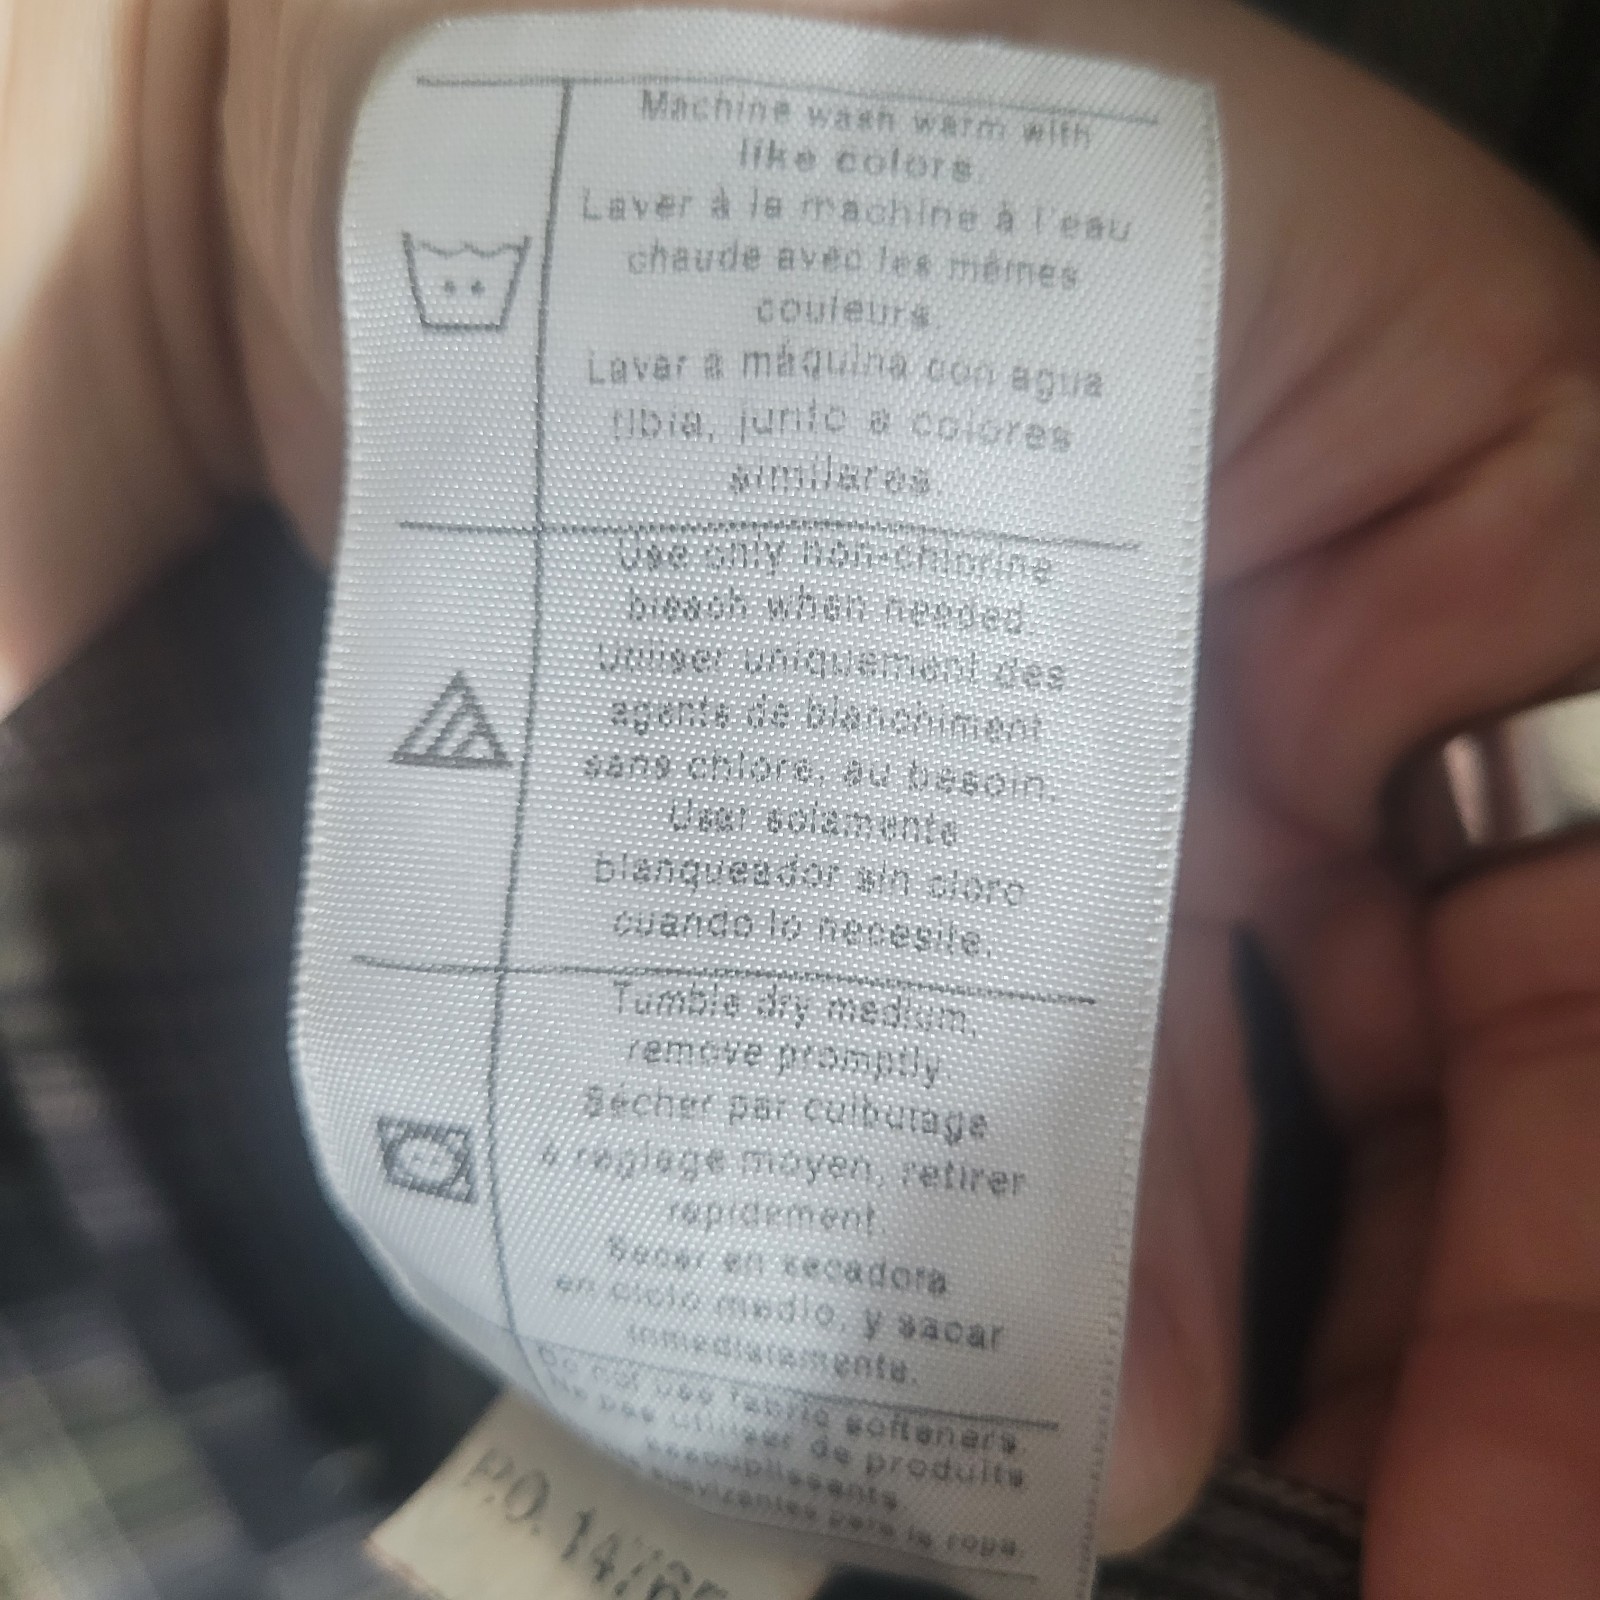 Machine wash warm with
like colors.
Laver à la machine à l'eau
chaude avec les mêmes
couleurs.
Lavar a máquina con agua
tibia, junto a colores
similares.
Use only non-chlorine
bleach when needed.
Utiliser uniquement des
agents de blanchiment
sans chlore, au besoin.
Usar solamente
blanqueador sin cloro
cuando lo necesite.
Tumble dry medium,
remove promptly.
Sécher par culbutage
à réglage moyen, retirer
rapidement.
Secar en secadora
en ciclo medio, y sacar
inmediatamente.
Do not use fabric softeners.
Ne pas utiliser de produits
assouplissants.
suavizantes para la ropa.
P.O.